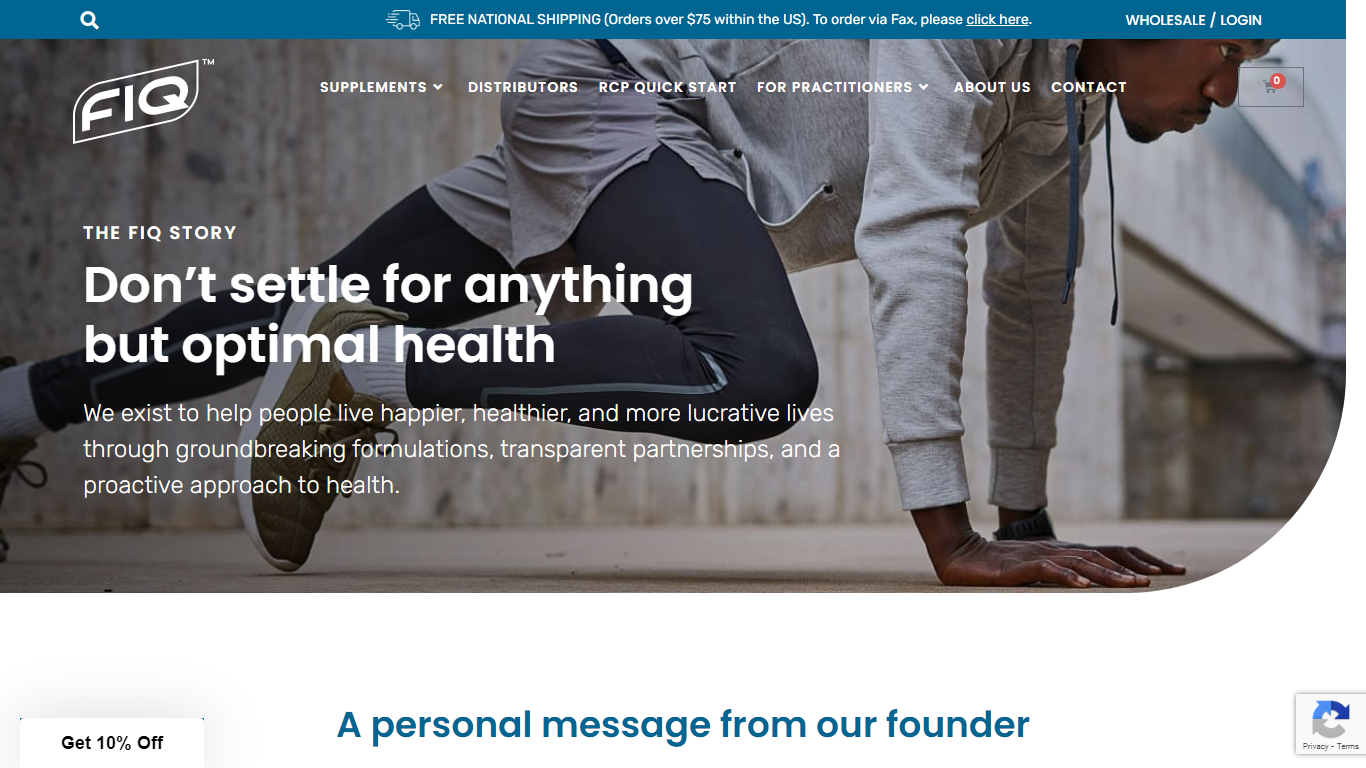 FREE NATIONAL SHIPPING (Orders over $75 within the US). To order via Fax, please click here.
WHOLESALE / LOGIN
FIQ™
SUPPLEMENTS
DISTRIBUTORS
RCP QUICK START
FOR PRACTITIONERS
ABOUT US
CONTACT
0
THE FIQ STORY
Don’t settle for anything
but optimal health
We exist to help people live happier, healthier, and more lucrative lives
through groundbreaking formulations, transparent partnerships, and a
proactive approach to health.
A personal message from our founder
Get 10% Off
Privacy - Terms